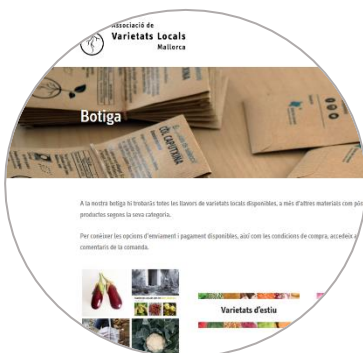 Associació de
Varietats Locals
Mallorca
Botiga
COL CAPUTXINA
A la nostra botiga hi trobaràs totes les llavors de varietats locals disponibles, a més d'altres materials com
productes segons la seva categoria.
Per conèixer les opcions d'enviament i pagament disponibles, així com les condicions de compra, accedeix
comentaris de la comanda.
Varietats d'estiu